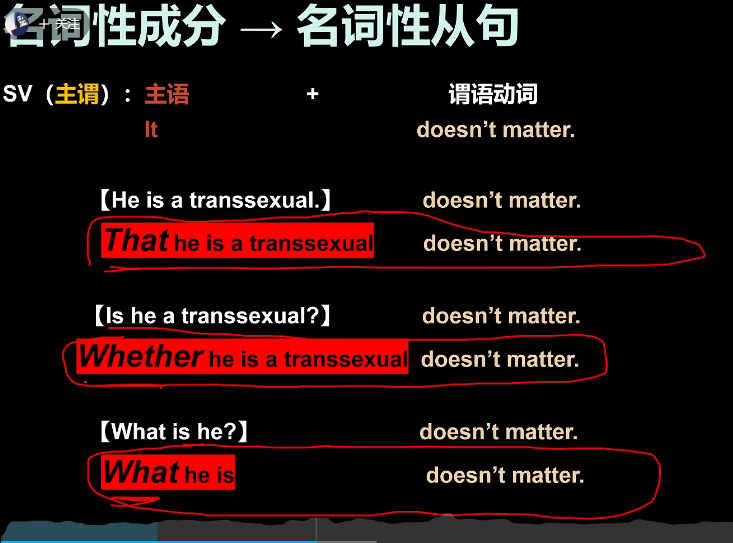 名词性成分 → 名词性从句
＋关注
SV（主谓）：主语 + 谓语动词
It doesn't matter.
【He is a transsexual.】 doesn't matter.
That he is a transsexual doesn't matter.
【Is he a transsexual?】 doesn't matter.
Whether he is a transsexual doesn't matter.
【What is he?】 doesn't matter.
What he is doesn't matter.